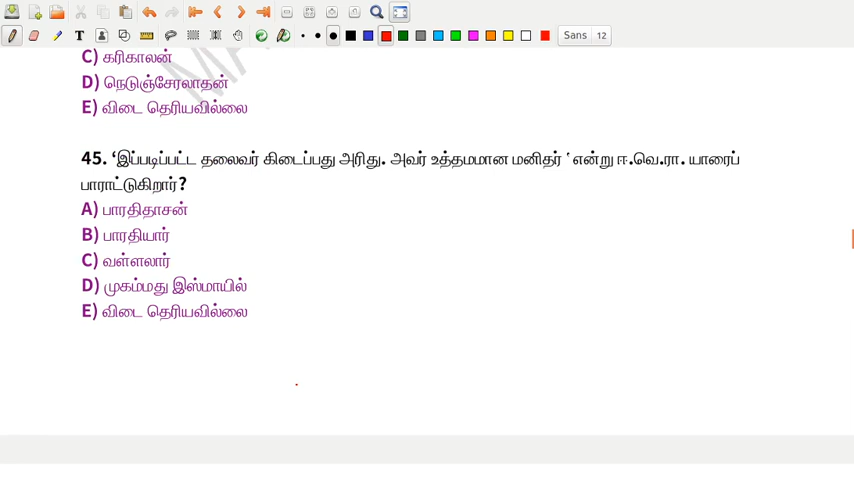 Sans 12
C) கரிகாலன்
D) நெடுஞ்சேரலாதன்
E) விடை தெரியவில்லை
45. ‘இப்படிப்பட்ட தலைவர் கிடைப்பது அரிது. அவர் உத்தமமான மனிதர் ‘ என்று ஈ.வெ.ரா. யாரைப்
பாராட்டுகிறார்?
A) பாரதிதாசன்
B) பாரதியார்
C) வள்ளலார்
D) முகம்மது இஸ்மாயில்
E) விடை தெரியவில்லை